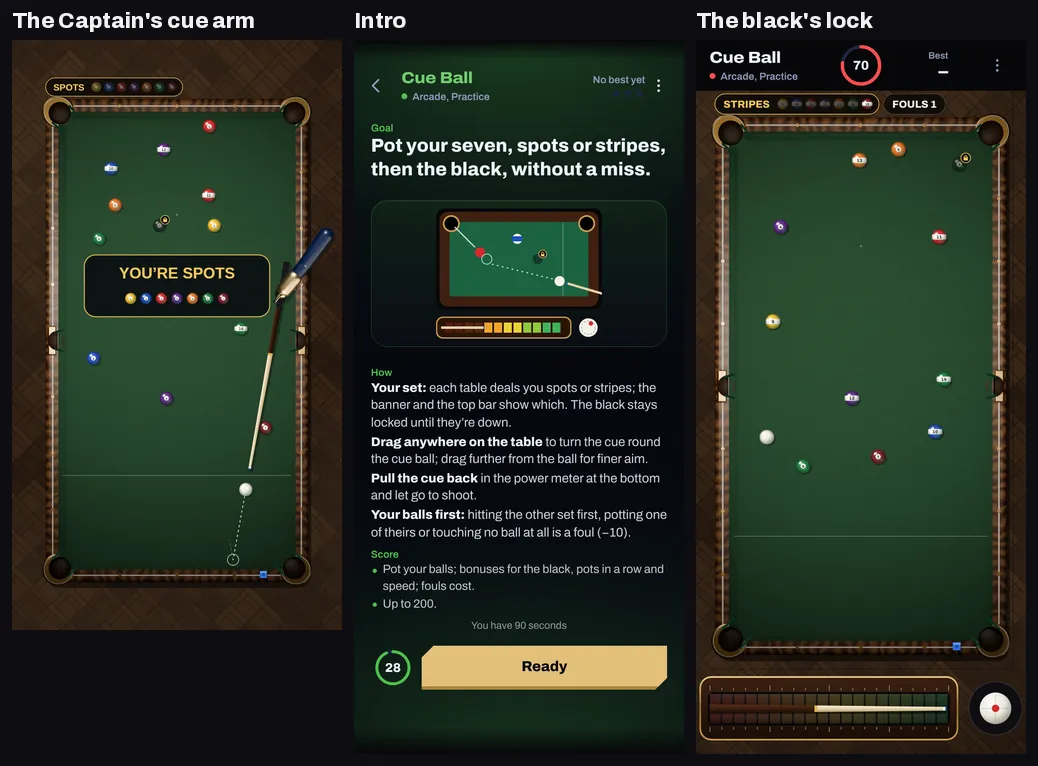 The Captain's cue arm
SPOTS
YOU'RE SPOTS
Intro
Cue Ball
Arcade, Practice
No best yet
Goal
Pot your seven, spots or stripes,
then the black, without a miss.
How
Your set: each table deals you spots or stripes; the
banner and the top bar show which. The black stays
locked until they're down.
Drag anywhere on the table to turn the cue round
the cue ball; drag further from the ball for finer aim.
Pull the cue back in the power meter at the bottom
and let go to shoot.
Your balls first: hitting the other set first, potting one
of theirs or touching no ball at all is a foul (−10).
Score
Pot your balls; bonuses for the black, pots in a row and
speed; fouls cost.
Up to 200.
You have 90 seconds
28
Ready
The black's lock
Cue Ball
Arcade, Practice
70
Best
–
STRIPES
FOULS 1